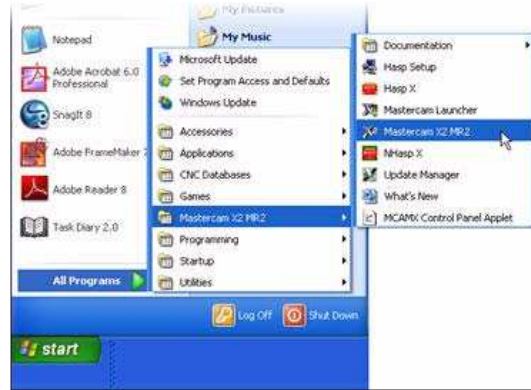 My Pictures
My Music
Notepad
Adobe Acrobat 6.0
Professional
SnagIt 8
Adobe FrameMaker 7
Adobe Reader 8
Task Diary 2.0
All Programs
Log Off
Shut Down
start
Microsoft Update
Set Program Access and Defaults
Windows Update
Accessories
Applications
CNC Databases
Games
Mastercam X2 MR2
Programming
Startup
Utilities
Documentation
Hasp Setup
Hasp X
Mastercam Launcher
Mastercam X2 MR2
NHasp X
Update Manager
What's New
MCAMX Control Panel Applet